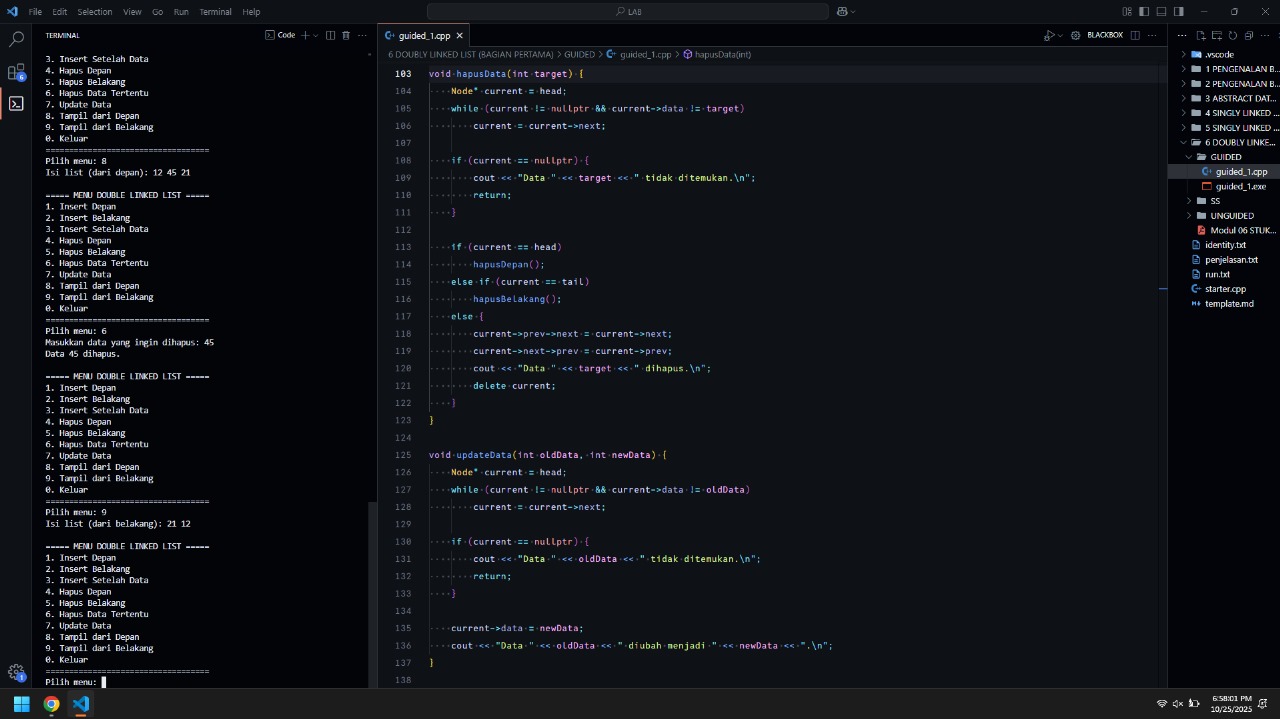 File Edit Selection View Go Run Terminal Help
LAB
TERMINAL
Code
3. Insert Setelah Data
4. Hapus Depan
5. Hapus Belakang
6. Hapus Data Tertentu
7. Update Data
8. Tampil dari Depan
9. Tampil dari Belakang
0. Keluar
==================================
Pilih menu: 8
Isi list (dari depan): 12 45 21
===== MENU DOUBLE LINKED LIST =====
1. Insert Depan
2. Insert Belakang
3. Insert Setelah Data
4. Hapus Depan
5. Hapus Belakang
6. Hapus Data Tertentu
7. Update Data
8. Tampil dari Depan
9. Tampil dari Belakang
0. Keluar
==================================
Pilih menu: 6
Masukkan data yang ingin dihapus: 45
Data 45 dihapus.
===== MENU DOUBLE LINKED LIST =====
1. Insert Depan
2. Insert Belakang
3. Insert Setelah Data
4. Hapus Depan
5. Hapus Belakang
6. Hapus Data Tertentu
7. Update Data
8. Tampil dari Depan
9. Tampil dari Belakang
0. Keluar
==================================
Pilih menu: 9
Isi list (dari belakang): 21 12
===== MENU DOUBLE LINKED LIST =====
1. Insert Depan
2. Insert Belakang
3. Insert Setelah Data
4. Hapus Depan
5. Hapus Belakang
6. Hapus Data Tertentu
7. Update Data
8. Tampil dari Depan
9. Tampil dari Belakang
0. Keluar
==================================
Pilih menu:
guided_1.cpp
BLACKBOX
6 DOUBLY LINKED LIST (BAGIAN PERTAMA) > GUIDED > guided_1.cpp > hapusData(int)
103 void hapusData(int target) {
104 Node* current = head;
105 while (current != nullptr && current->data != target)
106 current = current->next;
107
108 if (current == nullptr) {
109 cout << "Data " << target << " tidak ditemukan.\n";
110 return;
111 }
112
113 if (current == head)
114 hapusDepan();
115 else if (current == tail)
116 hapusBelakang();
117 else {
118 current->prev->next = current->next;
119 current->next->prev = current->prev;
120 cout << "Data " << target << " dihapus.\n";
121 delete current;
122 }
123 }
124
125 void updateData(int oldData, int newData) {
126 Node* current = head;
127 while (current != nullptr && current->data != oldData)
128 current = current->next;
129
130 if (current == nullptr) {
131 cout << "Data " << oldData << " tidak ditemukan.\n";
132 return;
133 }
134
135 current->data = newData;
136 cout << "Data " << oldData << " diubah menjadi " << newData << ".\n";
137 }
138
.vscode
1 PENGENALAN B...
2 PENGENALAN B...
3 ABSTRACT DAT...
4 SINGLY LINKED ...
5 SINGLY LINKED ...
6 DOUBLY LINKE...
GUIDED
guided_1.cpp
guided_1.exe
SS
UNGUIDED
Modul 06 STUK...
identity.txt
penjelasan.txt
run.txt
starter.cpp
template.md
6
1
6:58:01 PM
10/25/2025